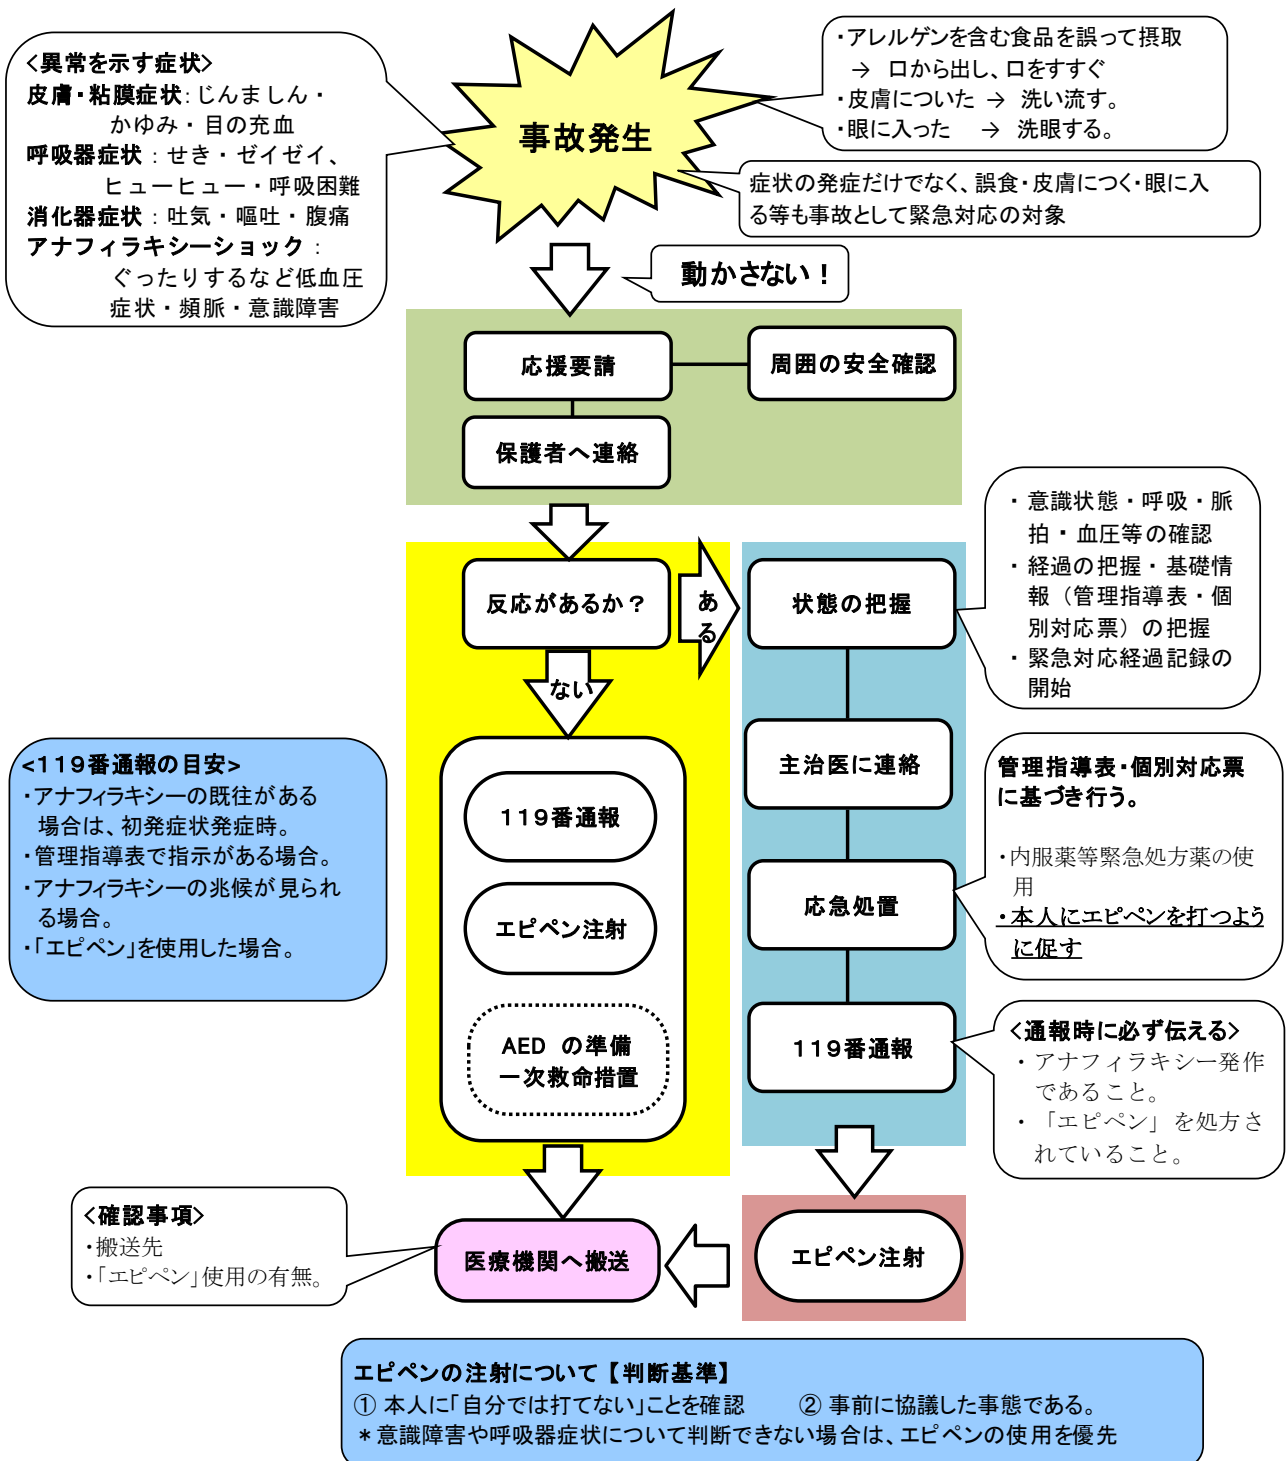 <異常を示す症状>
皮膚・粘膜症状：じんましん・
かゆみ・目の充血
呼吸器症状：せき・ゼイゼイ、
ヒューヒュー・呼吸困難
消化器症状：吐気・嘔吐・腹痛
アナフィラキシーショック：
ぐったりするなど低血圧
症状・頻脈・意識障害
事故発生
・アレルゲンを含む食品を誤って摂取
→ 口から出し、口をすすぐ
・皮膚についた → 洗い流す。
・眼に入った → 洗眼する。
症状の発症だけでなく、誤食・皮膚につく・眼に入
る等も事故として緊急対応の対象
動かさない！
応援要請
周囲の安全確認
保護者へ連絡
反応があるか？
ある
ない
状態の把握
・意識状態・呼吸・脈
拍・血圧等の確認
・経過の把握・基礎情
報（管理指導表・個
別対応票）の把握
・緊急対応経過記録の
開始
主治医に連絡
<119番通報の目安>
・アナフィラキシーの既往がある
場合は、初発症状発症時。
・管理指導表で指示がある場合。
・アナフィラキシーの兆候が見られ
る場合。
・「エピペン」を使用した場合。
119番通報
エピペン注射
AED の準備
一次救命措置
応急処置
管理指導表・個別対応票
に基づき行う。
・内服薬等緊急処方薬の使
用
・本人にエピペンを打つよう
に促す
119番通報
<通報時に必ず伝える>
・アナフィラキシー発作
であること。
・「エピペン」を処方さ
れていること。
<確認事項>
・搬送先
・「エピペン」使用の有無。
医療機関へ搬送
エピペン注射
エピペンの注射について【判断基準】
① 本人に「自分では打てない」ことを確認 ② 事前に協議した事態である。
＊意識障害や呼吸器症状について判断できない場合は、エピペンの使用を優先